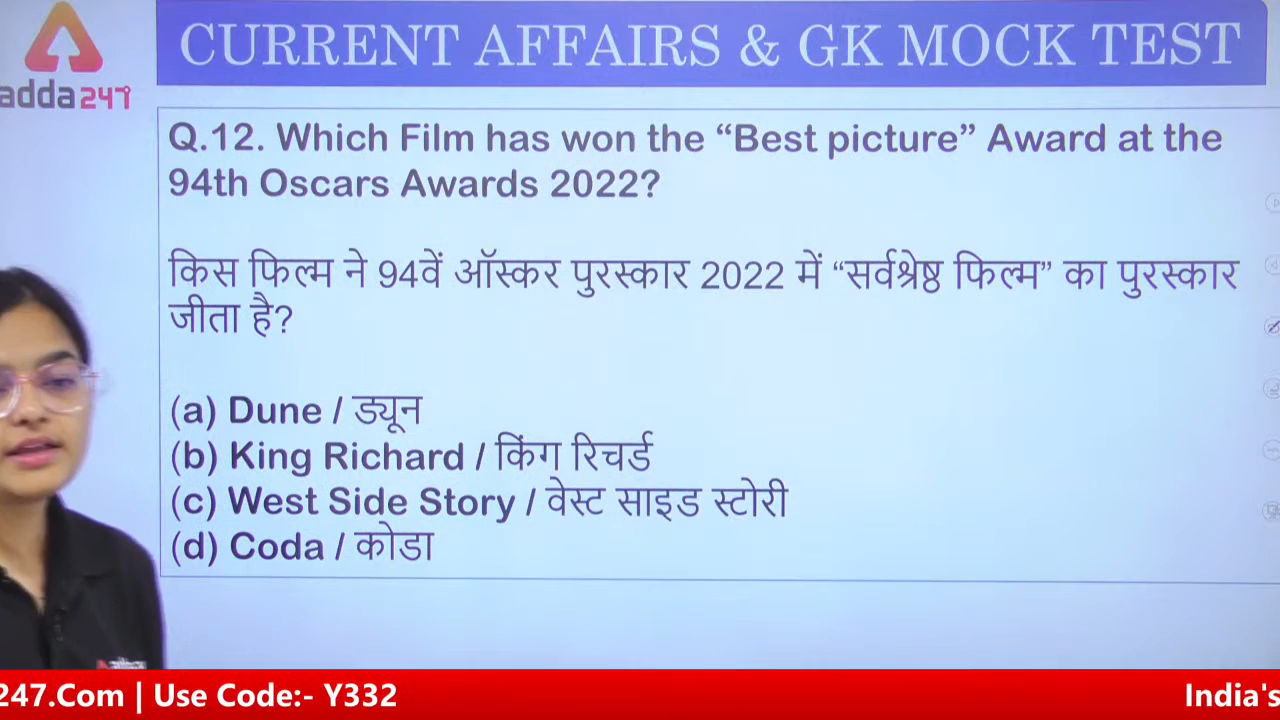 CURRENT AFFAIRS & GK MOCK TEST
adda247
Q.12. Which Film has won the “Best picture” Award at the
94th Oscars Awards 2022?
किस फिल्म ने 94वें ऑस्कर पुरस्कार 2022 में “सर्वश्रेष्ठ फिल्म” का पुरस्कार
जीता है?
(a) Dune / ड्यून
(b) King Richard / किंग रिचर्ड
(c) West Side Story / वेस्ट साइड स्टोरी
(d) Coda / कोडा
247.Com | Use Code:- Y332
India's